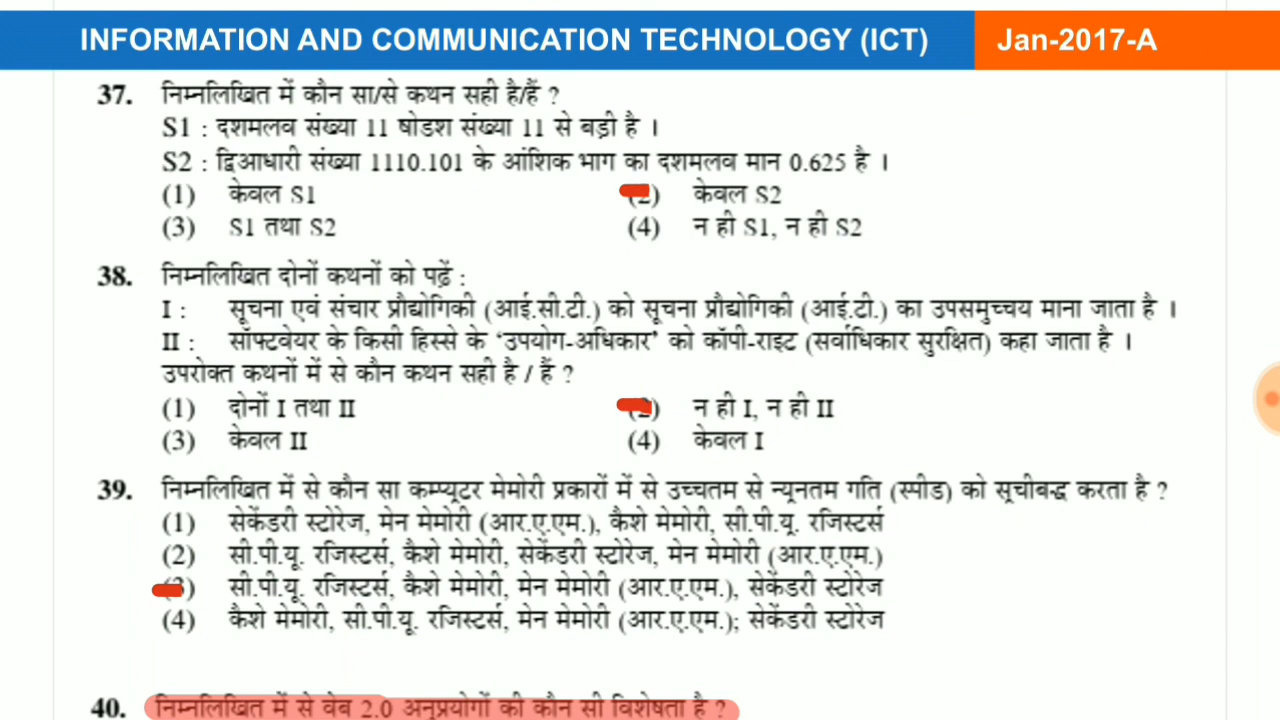 INFORMATION AND COMMUNICATION TECHNOLOGY (ICT) Jan-2017-A
37. निम्नलिखित में कौन सा/से कथन सही है/हैं ?
S1 : दशमलव संख्या 11 षोडश संख्या 11 से बड़ी है ।
S2 : द्विआधारी संख्या 1110.101 के आंशिक भाग का दशमलव मान 0.625 है ।
(1) केवल S1 (2) केवल S2
(3) S1 तथा S2 (4) न ही S1, न ही S2
38. निम्नलिखित दोनों कथनों को पढ़ें :
I : सूचना एवं संचार प्रौद्योगिकी (आई.सी.टी.) को सूचना प्रौद्योगिकी (आई.टी.) का उपसमुच्चय माना जाता है ।
II : सॉफ्टवेयर के किसी हिस्से के ‘उपयोग-अधिकार’ को कॉपी-राइट (सर्वाधिकार सुरक्षित) कहा जाता है ।
उपरोक्त कथनों में से कौन कथन सही है / हैं ?
(1) दोनों I तथा II (2) न ही I, न ही II
(3) केवल II (4) केवल I
39. निम्नलिखित में से कौन सा कम्प्यूटर मेमोरी प्रकारों में से उच्चतम से न्यूनतम गति (स्पीड) को सूचीबद्ध करता है ?
(1) सेकेंडरी स्टोरेज, मेन मेमोरी (आर.ए.एम.), कैशे मेमोरी, सी.पी.यू. रजिस्टर्स
(2) सी.पी.यू. रजिस्टर्स, कैशे मेमोरी, सेकेंडरी स्टोरेज, मेन मेमोरी (आर.ए.एम.)
(3) सी.पी.यू. रजिस्टर्स, कैशे मेमोरी, मेन मेमोरी (आर.ए.एम.), सेकेंडरी स्टोरेज
(4) कैशे मेमोरी, सी.पी.यू. रजिस्टर्स, मेन मेमोरी (आर.ए.एम.); सेकेंडरी स्टोरेज
40. निम्नलिखित में से वेब 2.0 अनुप्रयोगों की कौन सी विशेषता है ?